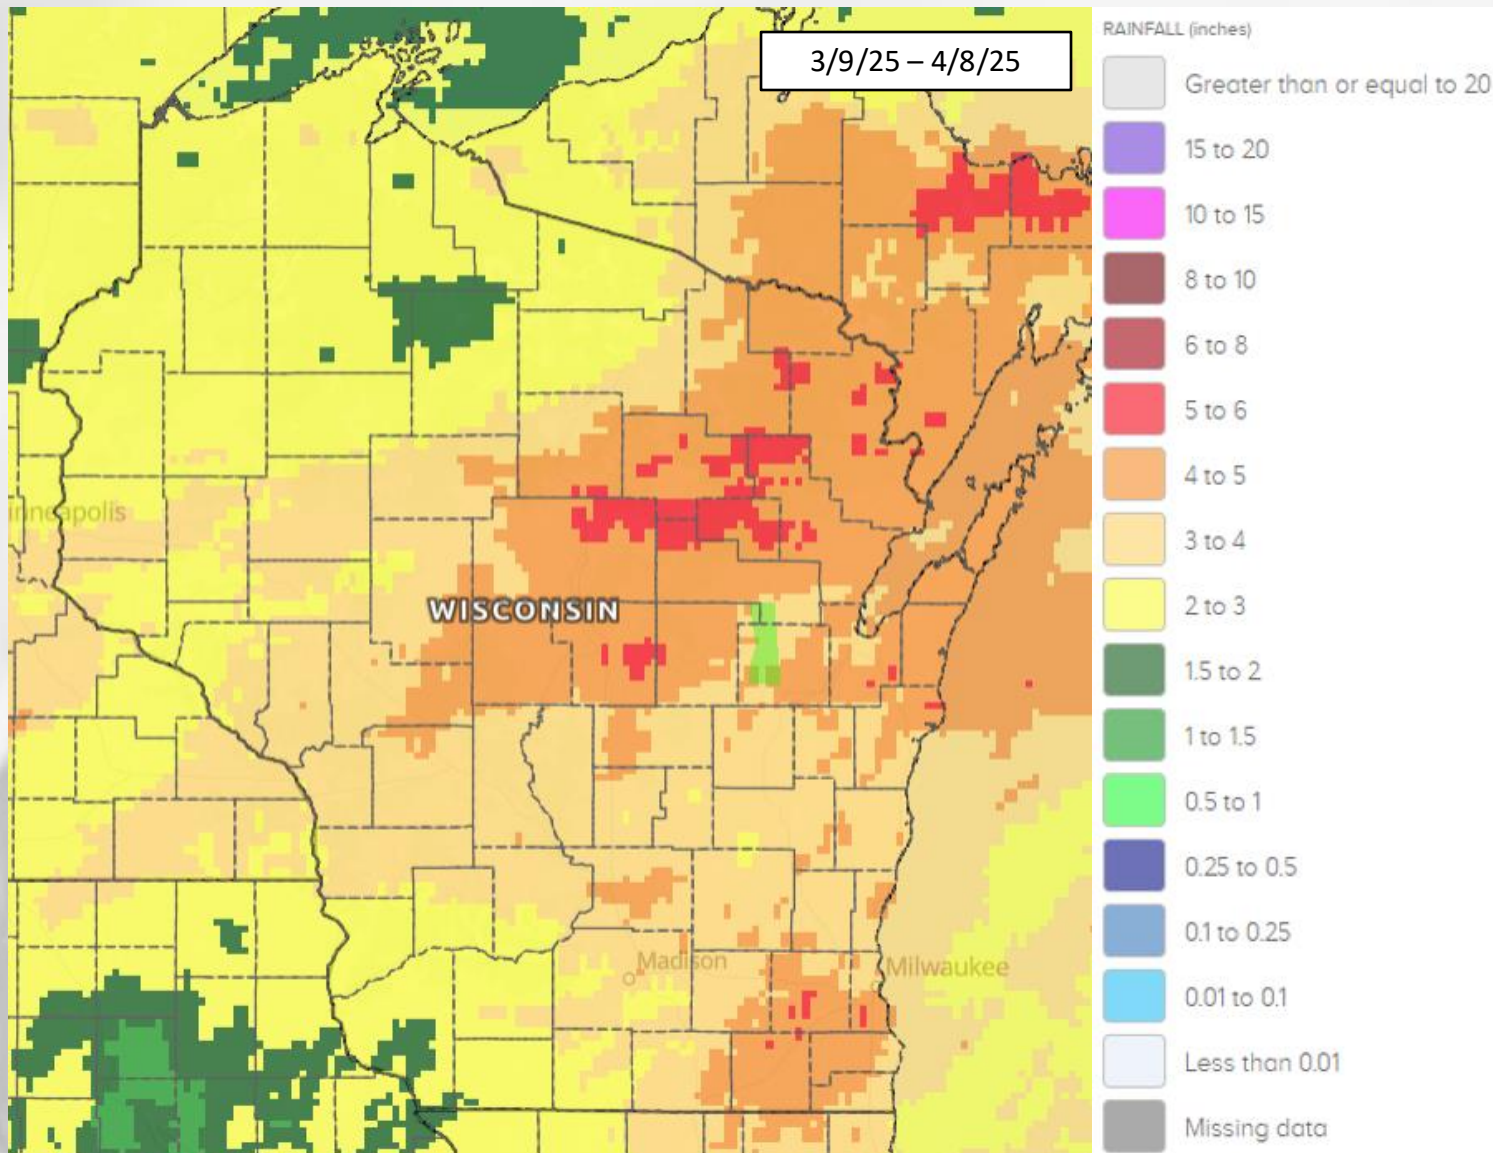 3/9/25 – 4/8/25
RAINFALL (inches)
Greater than or equal to 20
15 to 20
10 to 15
8 to 10
6 to 8
5 to 6
4 to 5
3 to 4
2 to 3
1.5 to 2
1 to 1.5
0.5 to 1
0.25 to 0.5
0.1 to 0.25
0.01 to 0.1
Less than 0.01
Missing data
inneapolis
WISCONSIN
Madison
Milwaukee